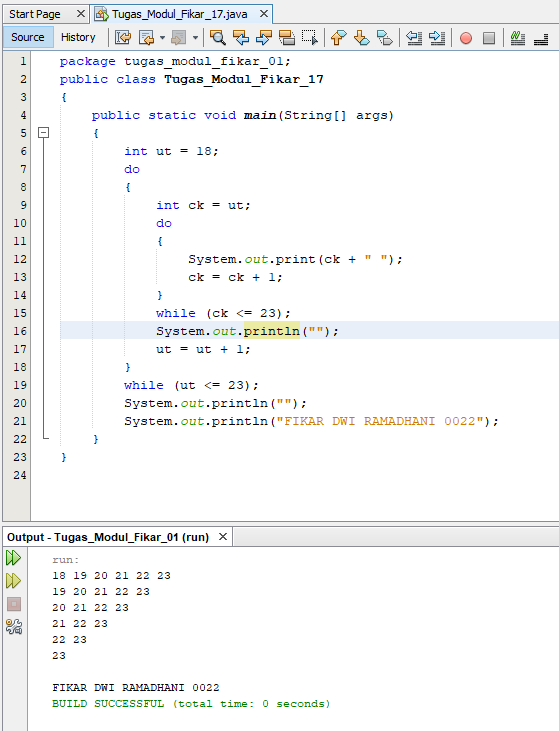 Start Page Tugas_Modul_Fikar_17.java
Source History
1 package tugas_modul_fikar_01;
2 public class Tugas_Modul_Fikar_17
3 {
4 public static void main(String[] args)
5 {
6 int ut = 18;
7 do
8 {
9 int ck = ut;
10 do
11 {
12 System.out.print(ck + " ");
13 ck = ck + 1;
14 }
15 while (ck <= 23);
16 System.out.println("");
17 ut = ut + 1;
18 }
19 while (ut <= 23);
20 System.out.println("");
21 System.out.println("FIKAR DWI RAMADHANI 0022");
22 }
23 }
24
Output - Tugas_Modul_Fikar_01 (run)
run:
18 19 20 21 22 23
19 20 21 22 23
20 21 22 23
21 22 23
22 23
23
FIKAR DWI RAMADHANI 0022
BUILD SUCCESSFUL (total time: 0 seconds)